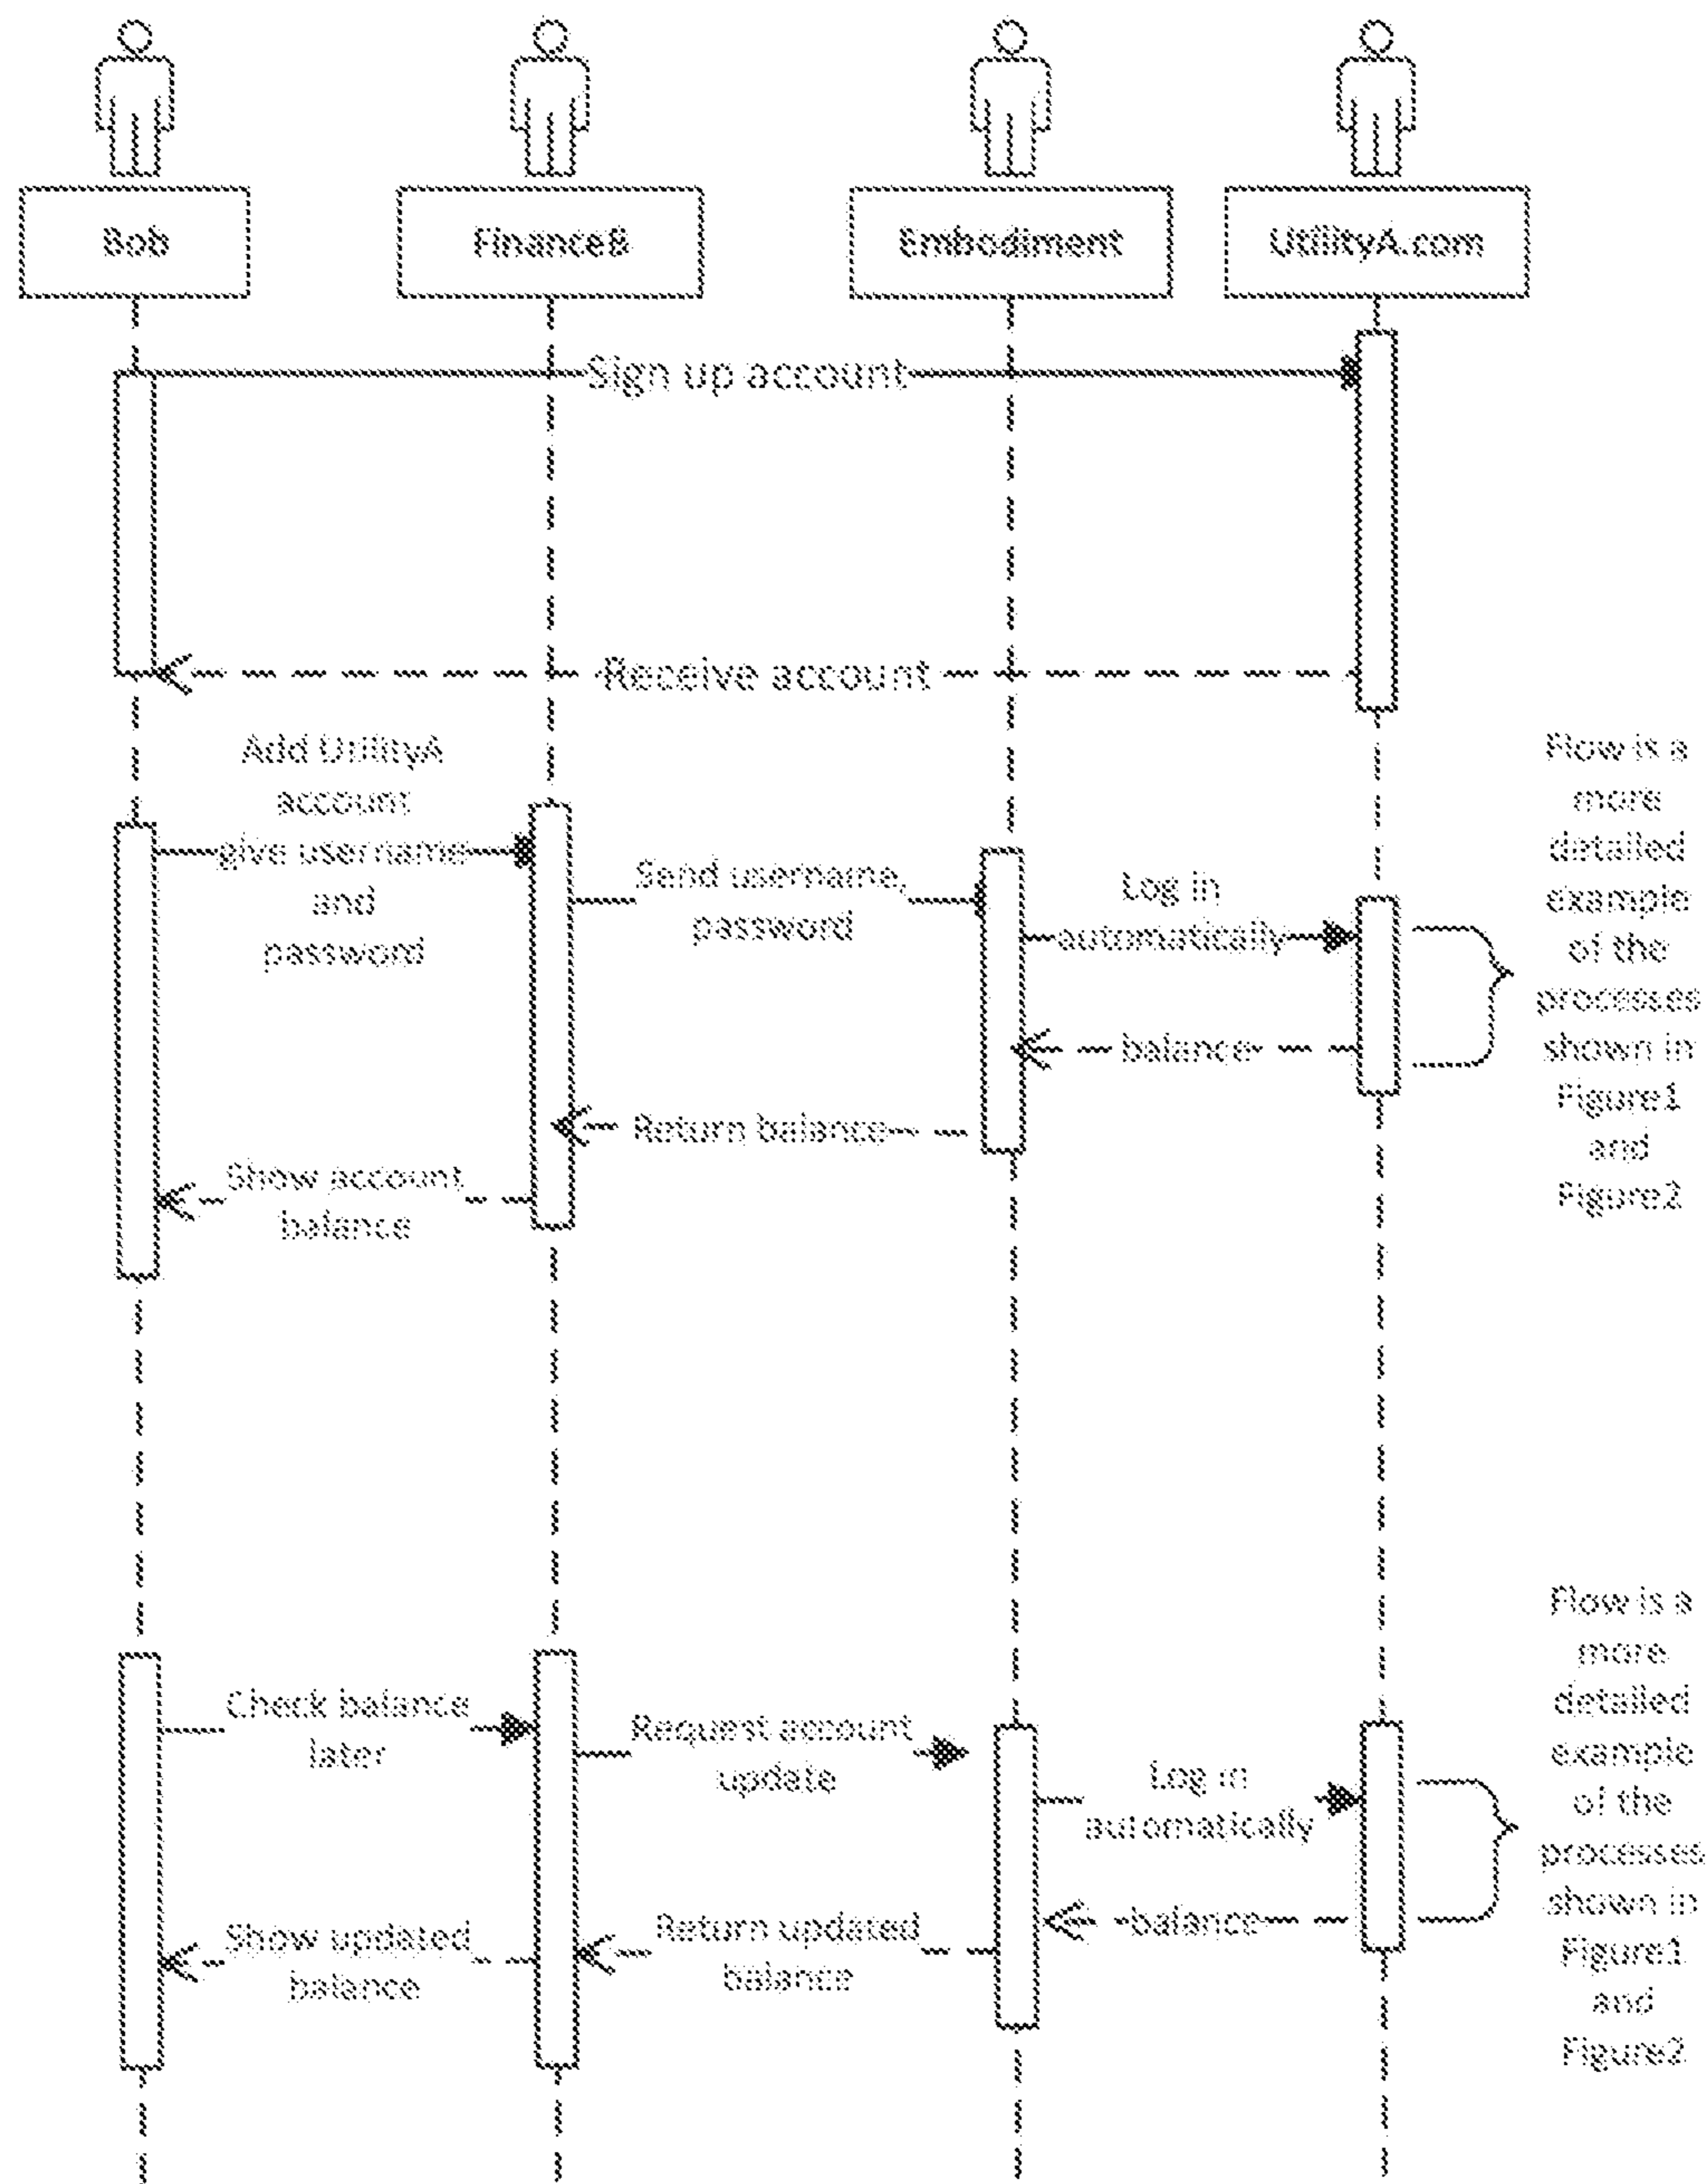 Bob
FinanceB
Embodiment
UtilityA.com
Sign up account
Receive account
Add UtilityA
account
give username
and
password
Send username,
password
Log in
automatically
balance
Return balance
Show account
balance
Flow is a
more
detailed
example
of the
processes
shown in
Figure1
and
Figure2
Check balance
later
Request account
update
Log in
automatically
balance
Return updated
balance
Show updated
balance
Flow is a
more
detailed
example
of the
processes
shown in
Figure1
and
Figure2